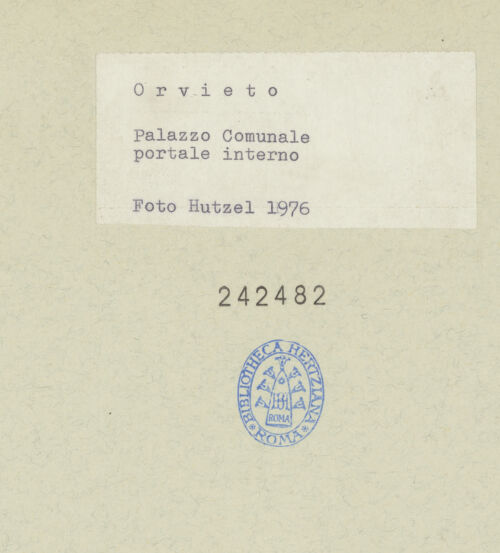 O r v i e t o
Palazzo Comunale
portale interno
Foto Hutzel 1976
242482
BIBLIOTHECA HERTZIANA
ROMA
* ROMA *